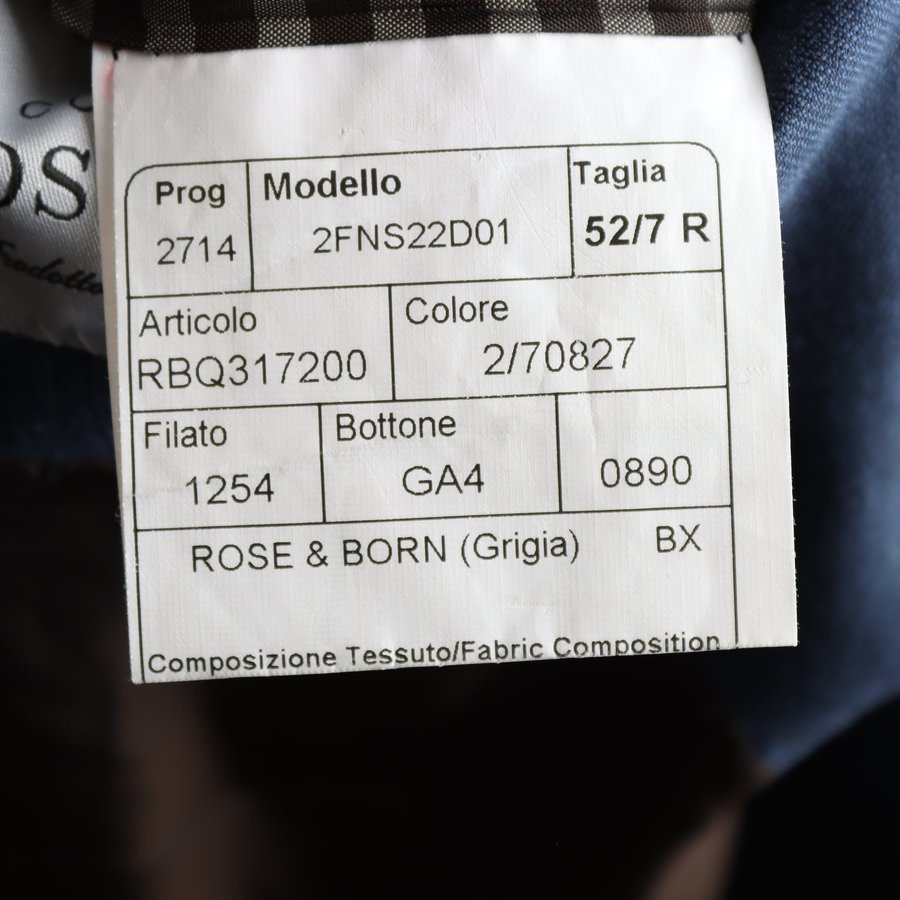 Prog Modello Taglia
2714 2FNS22D01 52/7 R
Articolo Colore
RBQ317200 2/70827
Filato Bottone
1254 GA4 0890
ROSE & BORN (Grigia) BX
Composizione Tessuto/Fabric Composition
OS